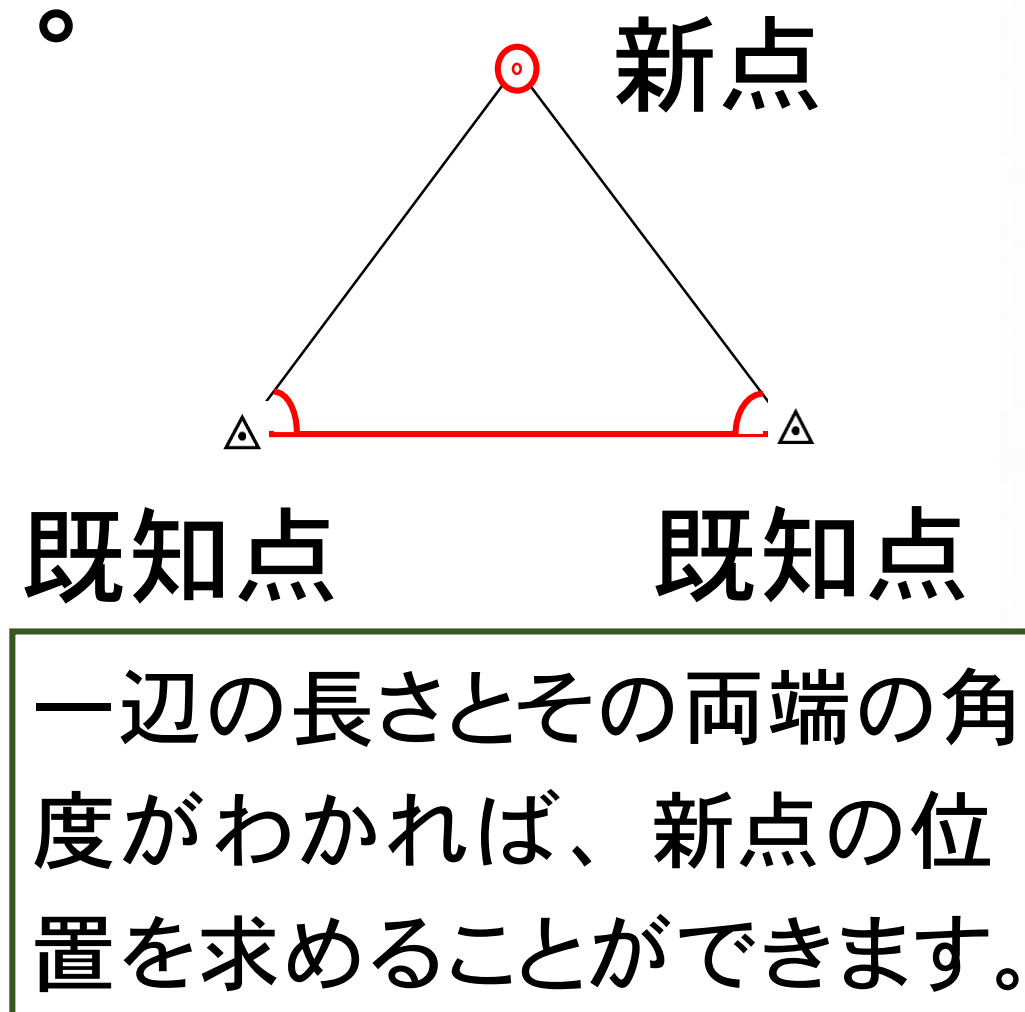 。
新点
既知点 既知点
一辺の長さとその両端の角
度がわかれば、新点の位
置を求めることができます。